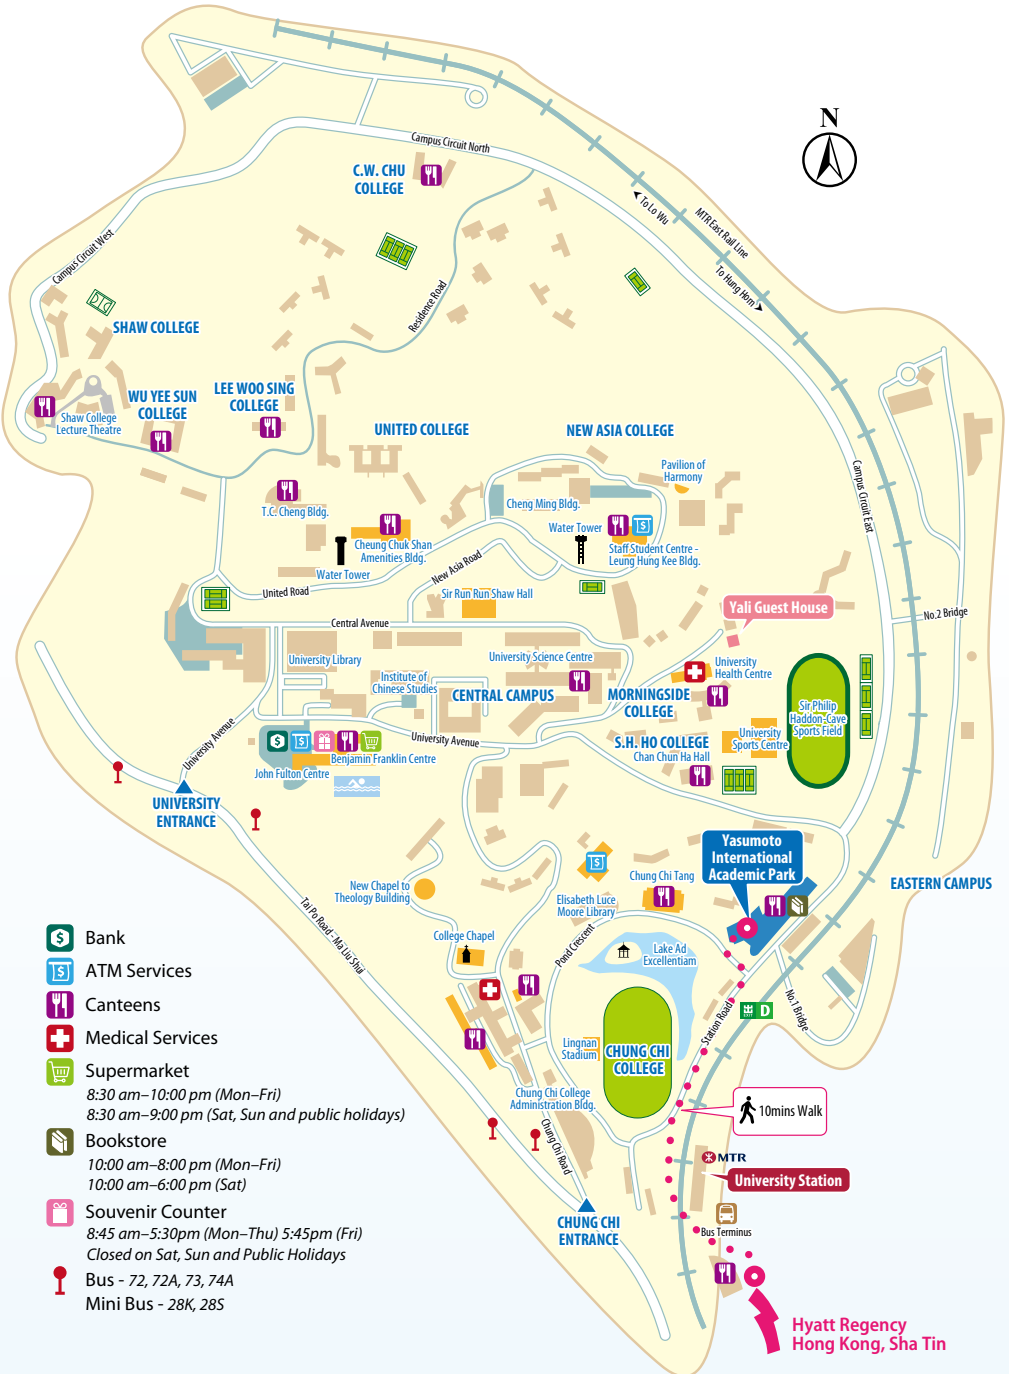 N
Campus Circuit North
C.W. CHU
COLLEGE
To Lo Wu
MTR East Rail Line
To Hung Hom
Campus Circuit West
Residence Road
SHAW COLLEGE
WU YEE SUN
COLLEGE
LEE WOO SING
COLLEGE
Shaw College
Lecture Theatre
UNITED COLLEGE
NEW ASIA COLLEGE
Pavilion of
Harmony
Campus Circuit East
T.C. Cheng Bldg.
Cheng Ming Bldg.
Water Tower
Cheung Chuk Shan
Amenities Bldg.
Staff Student Centre -
Leung Hung Kee Bldg.
Water Tower
New Asia Road
United Road
Sir Run Run Shaw Hall
Yali Guest House
No.2 Bridge
Central Avenue
University Library
University Science Centre
University
Health Centre
Institute of
Chinese Studies
CENTRAL CAMPUS
MORNINGSIDE
COLLEGE
Sir Philip
Haddon-Cave
Sports Field
University Avenue
University Avenue
S.H. HO COLLEGE
Chan Chun Ha Hall
University
Sports Centre
$
$
Benjamin Franklin Centre
John Fulton Centre
UNIVERSITY
ENTRANCE
Yasumoto
International
Academic Park
EASTERN CAMPUS
New Chapel to
Theology Building
Chung Chi Tang
Elisabeth Luce
Moore Library
Tai Po Road - Ma Liu Shui
College Chapel
Pond Crescent
Lake Ad
Excellentiam
No.1 Bridge
Station Road
EXIT D
Lingnan
Stadium
CHUNG CHI
COLLEGE
Chung Chi College
Administration Bldg.
10mins Walk
Chung Chi Road
MTR
University Station
CHUNG CHI
ENTRANCE
Bus Terminus
Hyatt Regency
Hong Kong, Sha Tin
$ Bank
$ ATM Services
Canteens
Medical Services
Supermarket
8:30 am–10:00 pm (Mon–Fri)
8:30 am–9:00 pm (Sat, Sun and public holidays)
Bookstore
10:00 am–8:00 pm (Mon–Fri)
10:00 am–6:00 pm (Sat)
Souvenir Counter
8:45 am–5:30pm (Mon–Thu) 5:45pm (Fri)
Closed on Sat, Sun and Public Holidays
Bus - 72, 72A, 73, 74A
Mini Bus - 28K, 28S